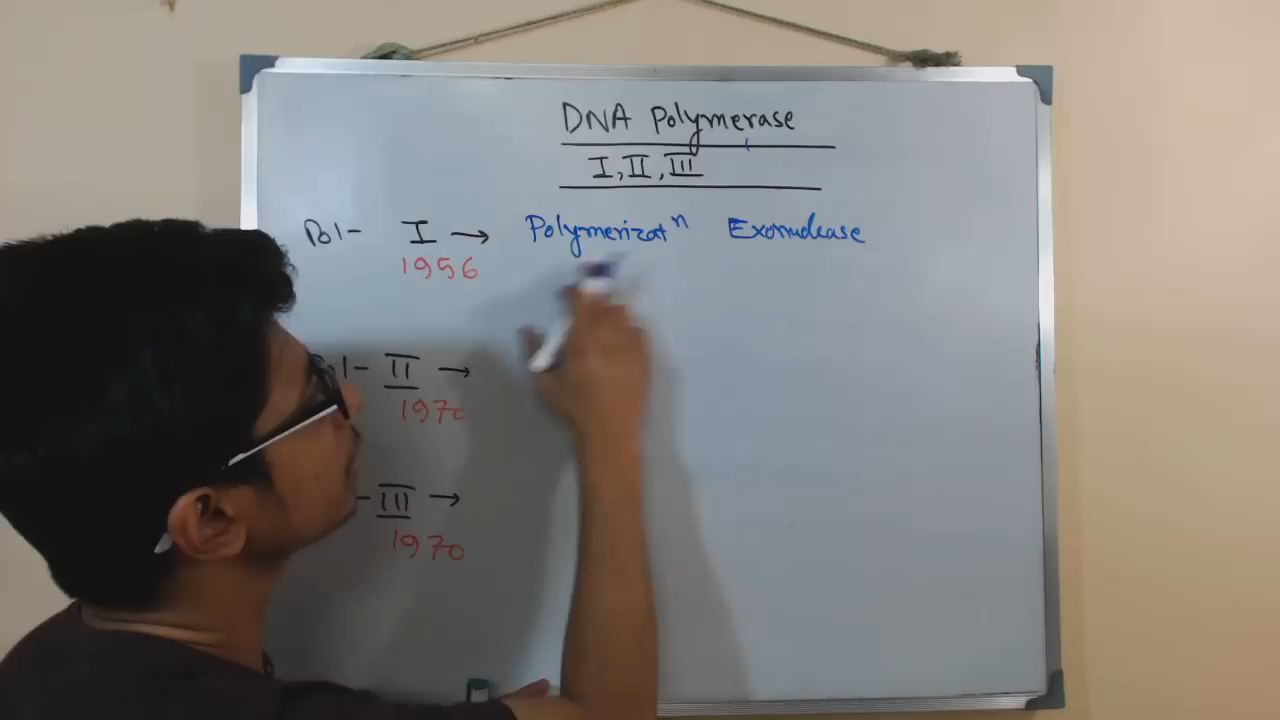 DNA Polymerase
I, II, III
Pol- I → Polymerizatⁿ Exonuclease
1956
l- II →
1970
- III →
1970